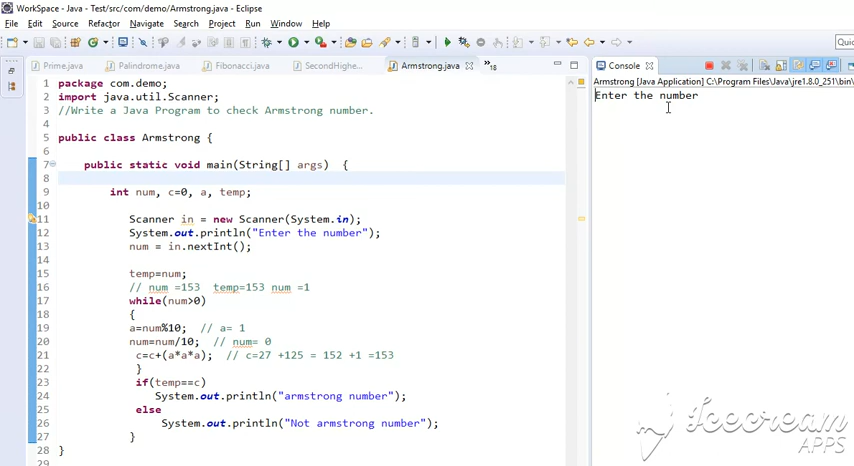 WorkSpace - Java - Test/src/com/demo/Armstrong.java - Eclipse
File Edit Source Refactor Navigate Search Project Run Window Help
Quic
Prime.java Palindrome.java Fibonacci.java SecondHighe... Armstrong.java »18
Console
Armstrong [Java Application] C:\Program Files\Java\jre1.8.0_251\bin\
Enter the number
1 package com.demo;
2 import java.util.Scanner;
3 //Write a Java Program to check Armstrong number.
4
5 public class Armstrong {
6
7 public static void main(String[] args) {
8
9 int num, c=0, a, temp;
10
11 Scanner in = new Scanner(System.in);
12 System.out.println("Enter the number");
13 num = in.nextInt();
14
15 temp=num;
16 // num =153 temp=153 num =1
17 while(num>0)
18 {
19 a=num%10; // a= 1
20 num=num/10; // num= 0
21 c=c+(a*a*a); // c=27 +125 = 152 +1 =153
22 }
23 if(temp==c)
24 System.out.println("armstrong number");
25 else
26 System.out.println("Not armstrong number");
27 }
28 }
29
Icecream
APPS